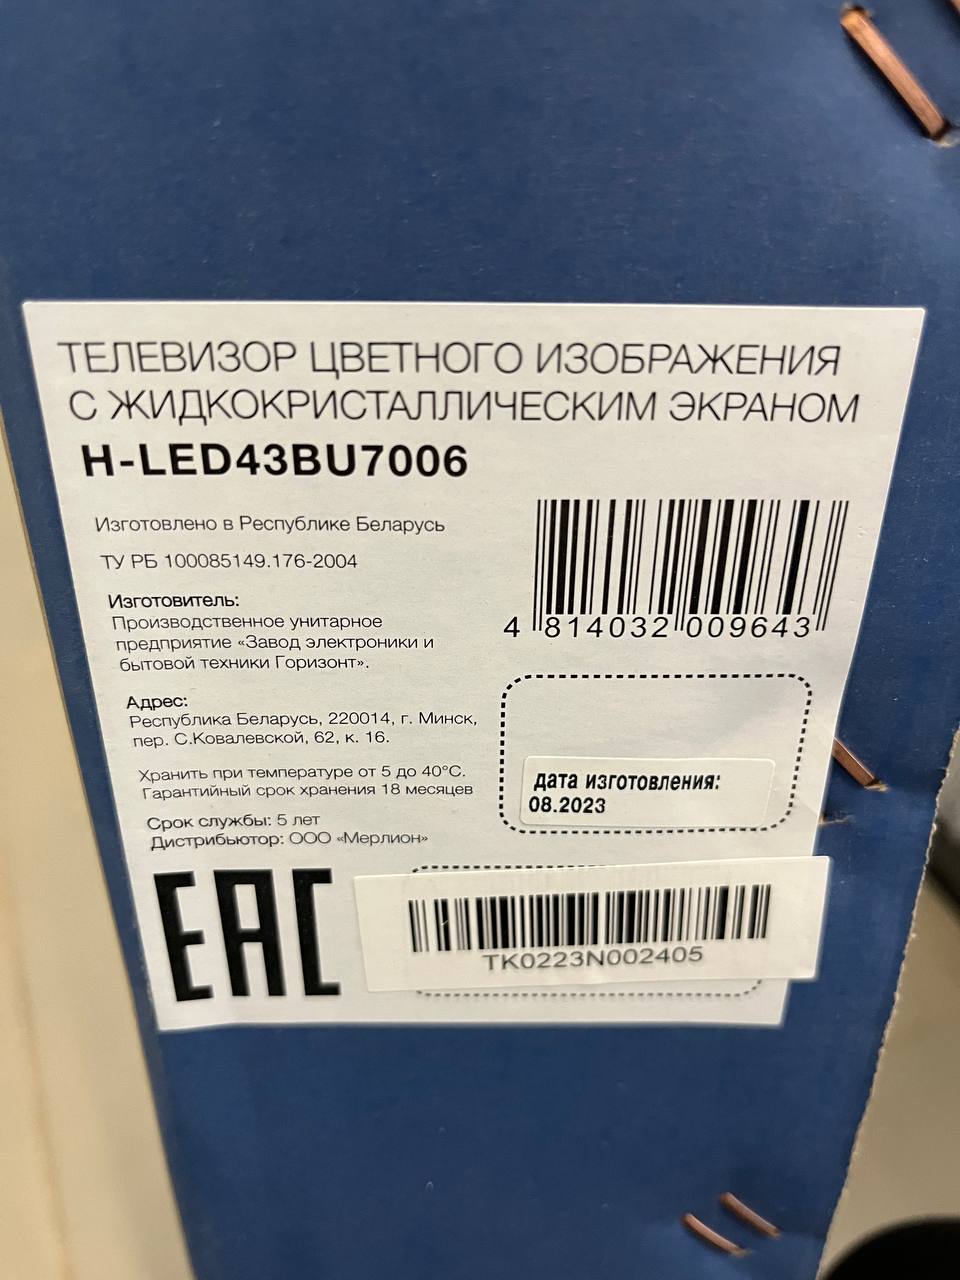 ТЕЛЕВИЗОР ЦВЕТНОГО ИЗОБРАЖЕНИЯ
С ЖИДКОКРИСТАЛЛИЧЕСКИМ ЭКРАНОМ
H-LED43BU7006
Изготовлено в Республике Беларусь
ТУ РБ 100085149.176-2004
Изготовитель:
Производственное унитарное
предприятие «Завод электроники и
бытовой техники Горизонт».
4 814032 009643
Адрес:
Республика Беларусь, 220014, г. Минск,
пер. С.Ковалевской, 62, к. 16.
Хранить при температуре от 5 до 40°С.
Гарантийный срок хранения 18 месяцев
дата изготовления:
08.2023
Срок службы: 5 лет
Дистрибьютор: ООО «Мерлион»
EAC
TK0223N002405